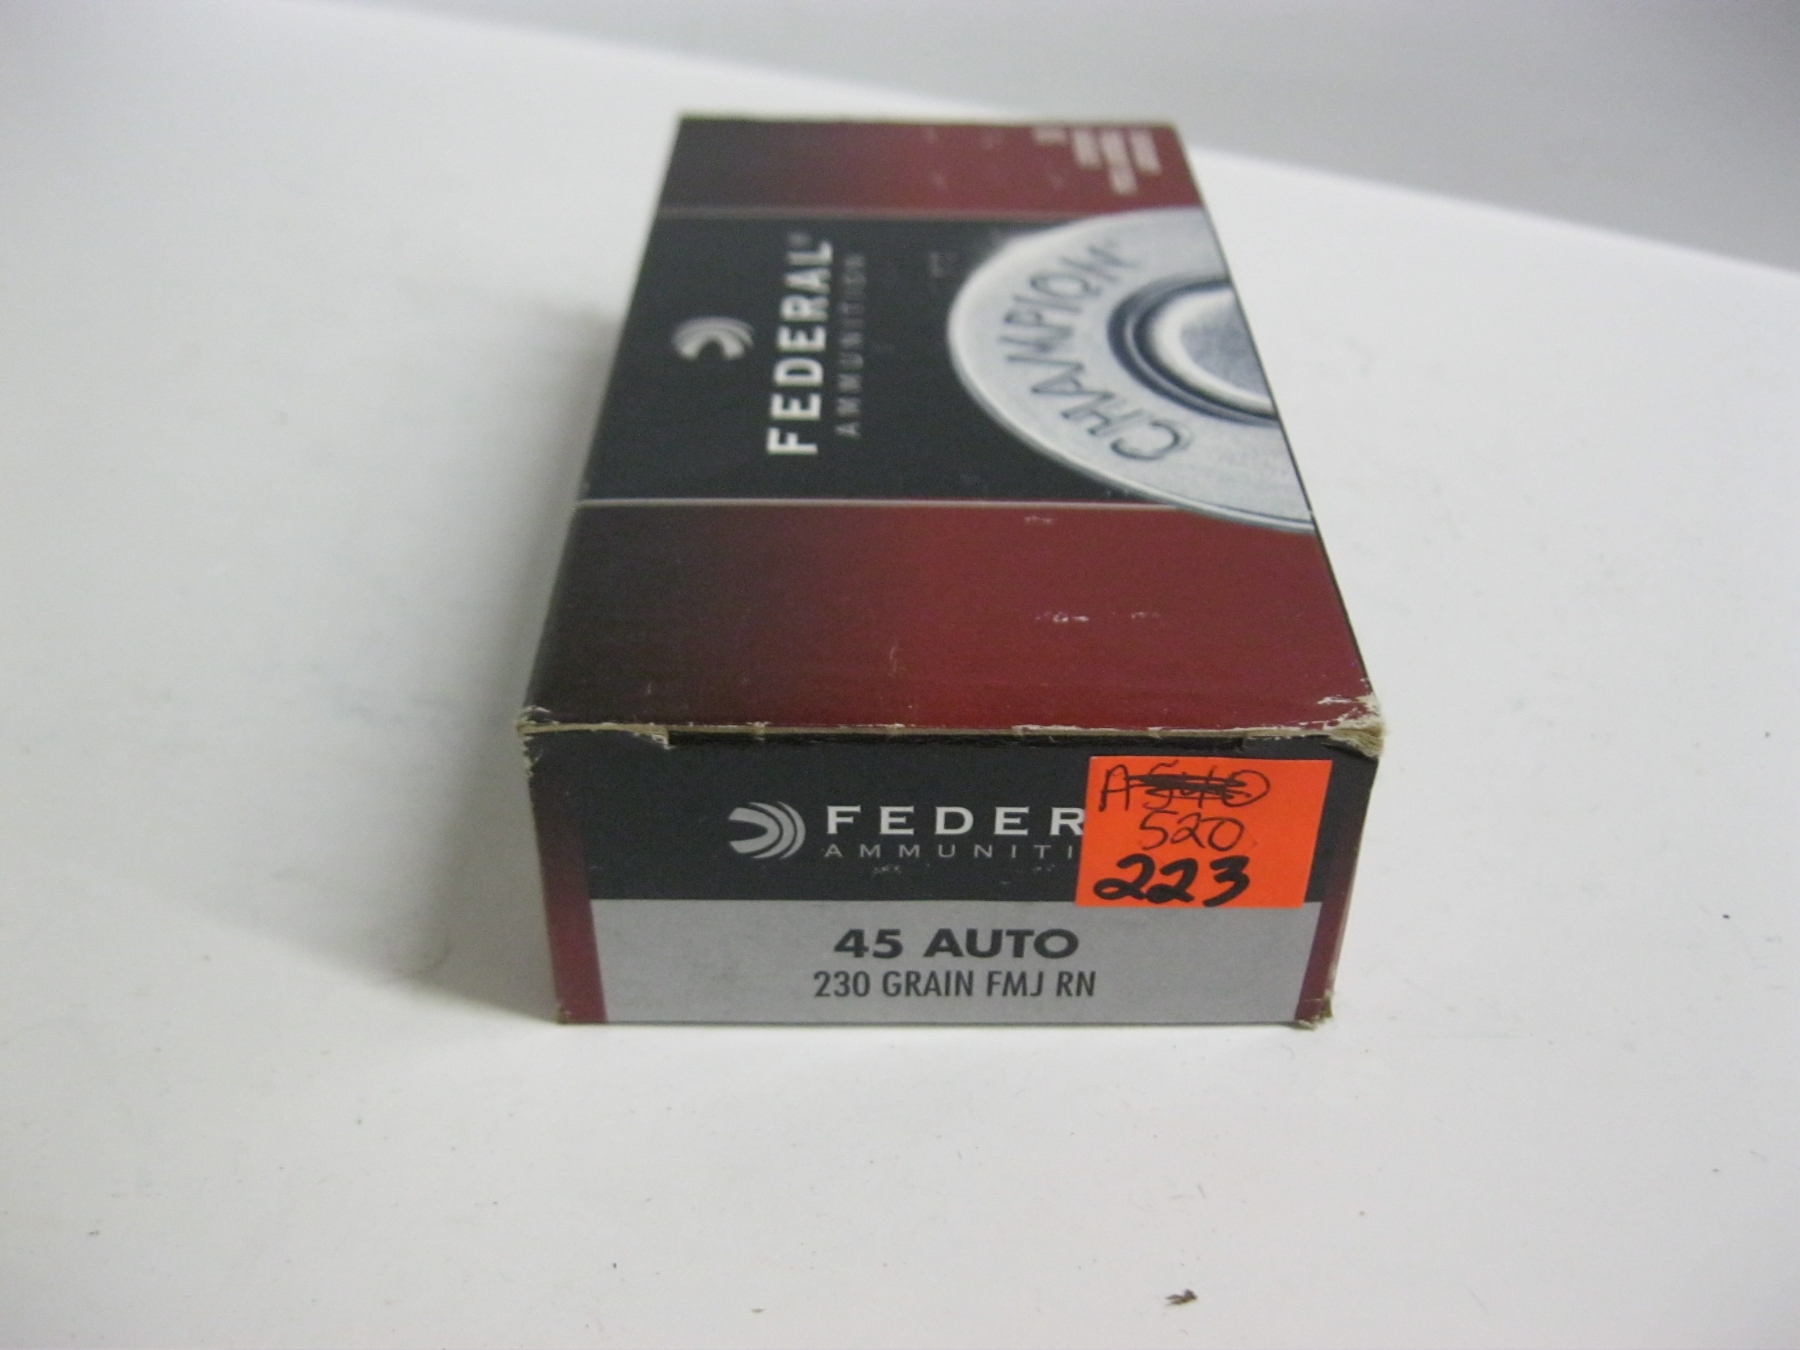 FEDERAL
AMMUNITION
CHAMPION
FEDER
AMMUNITI
520
223
45 AUTO
230 GRAIN FMJ RN